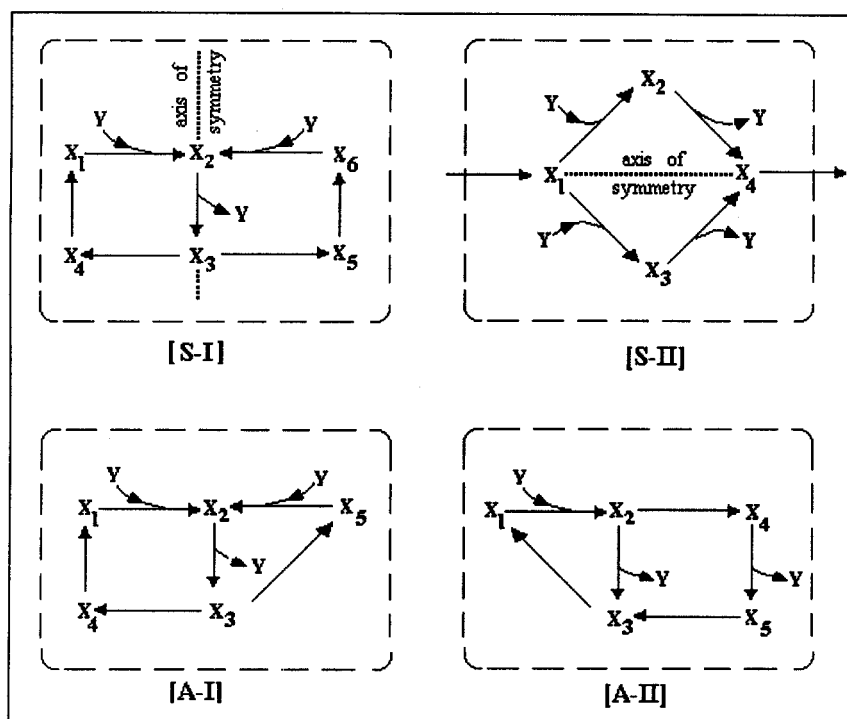 axis of
symmetry
Y Y
X1 X2 X6
Y
X4 X3 X5
[S-I]
X2
Y Y
axis of
X1 X4
symmetry
Y Y
X3
[S-II]
Y Y
X1 X2 X5
Y
X4 X3
[A-I]
Y
X1 X2 X4
Y Y
X3 X5
[A-II]